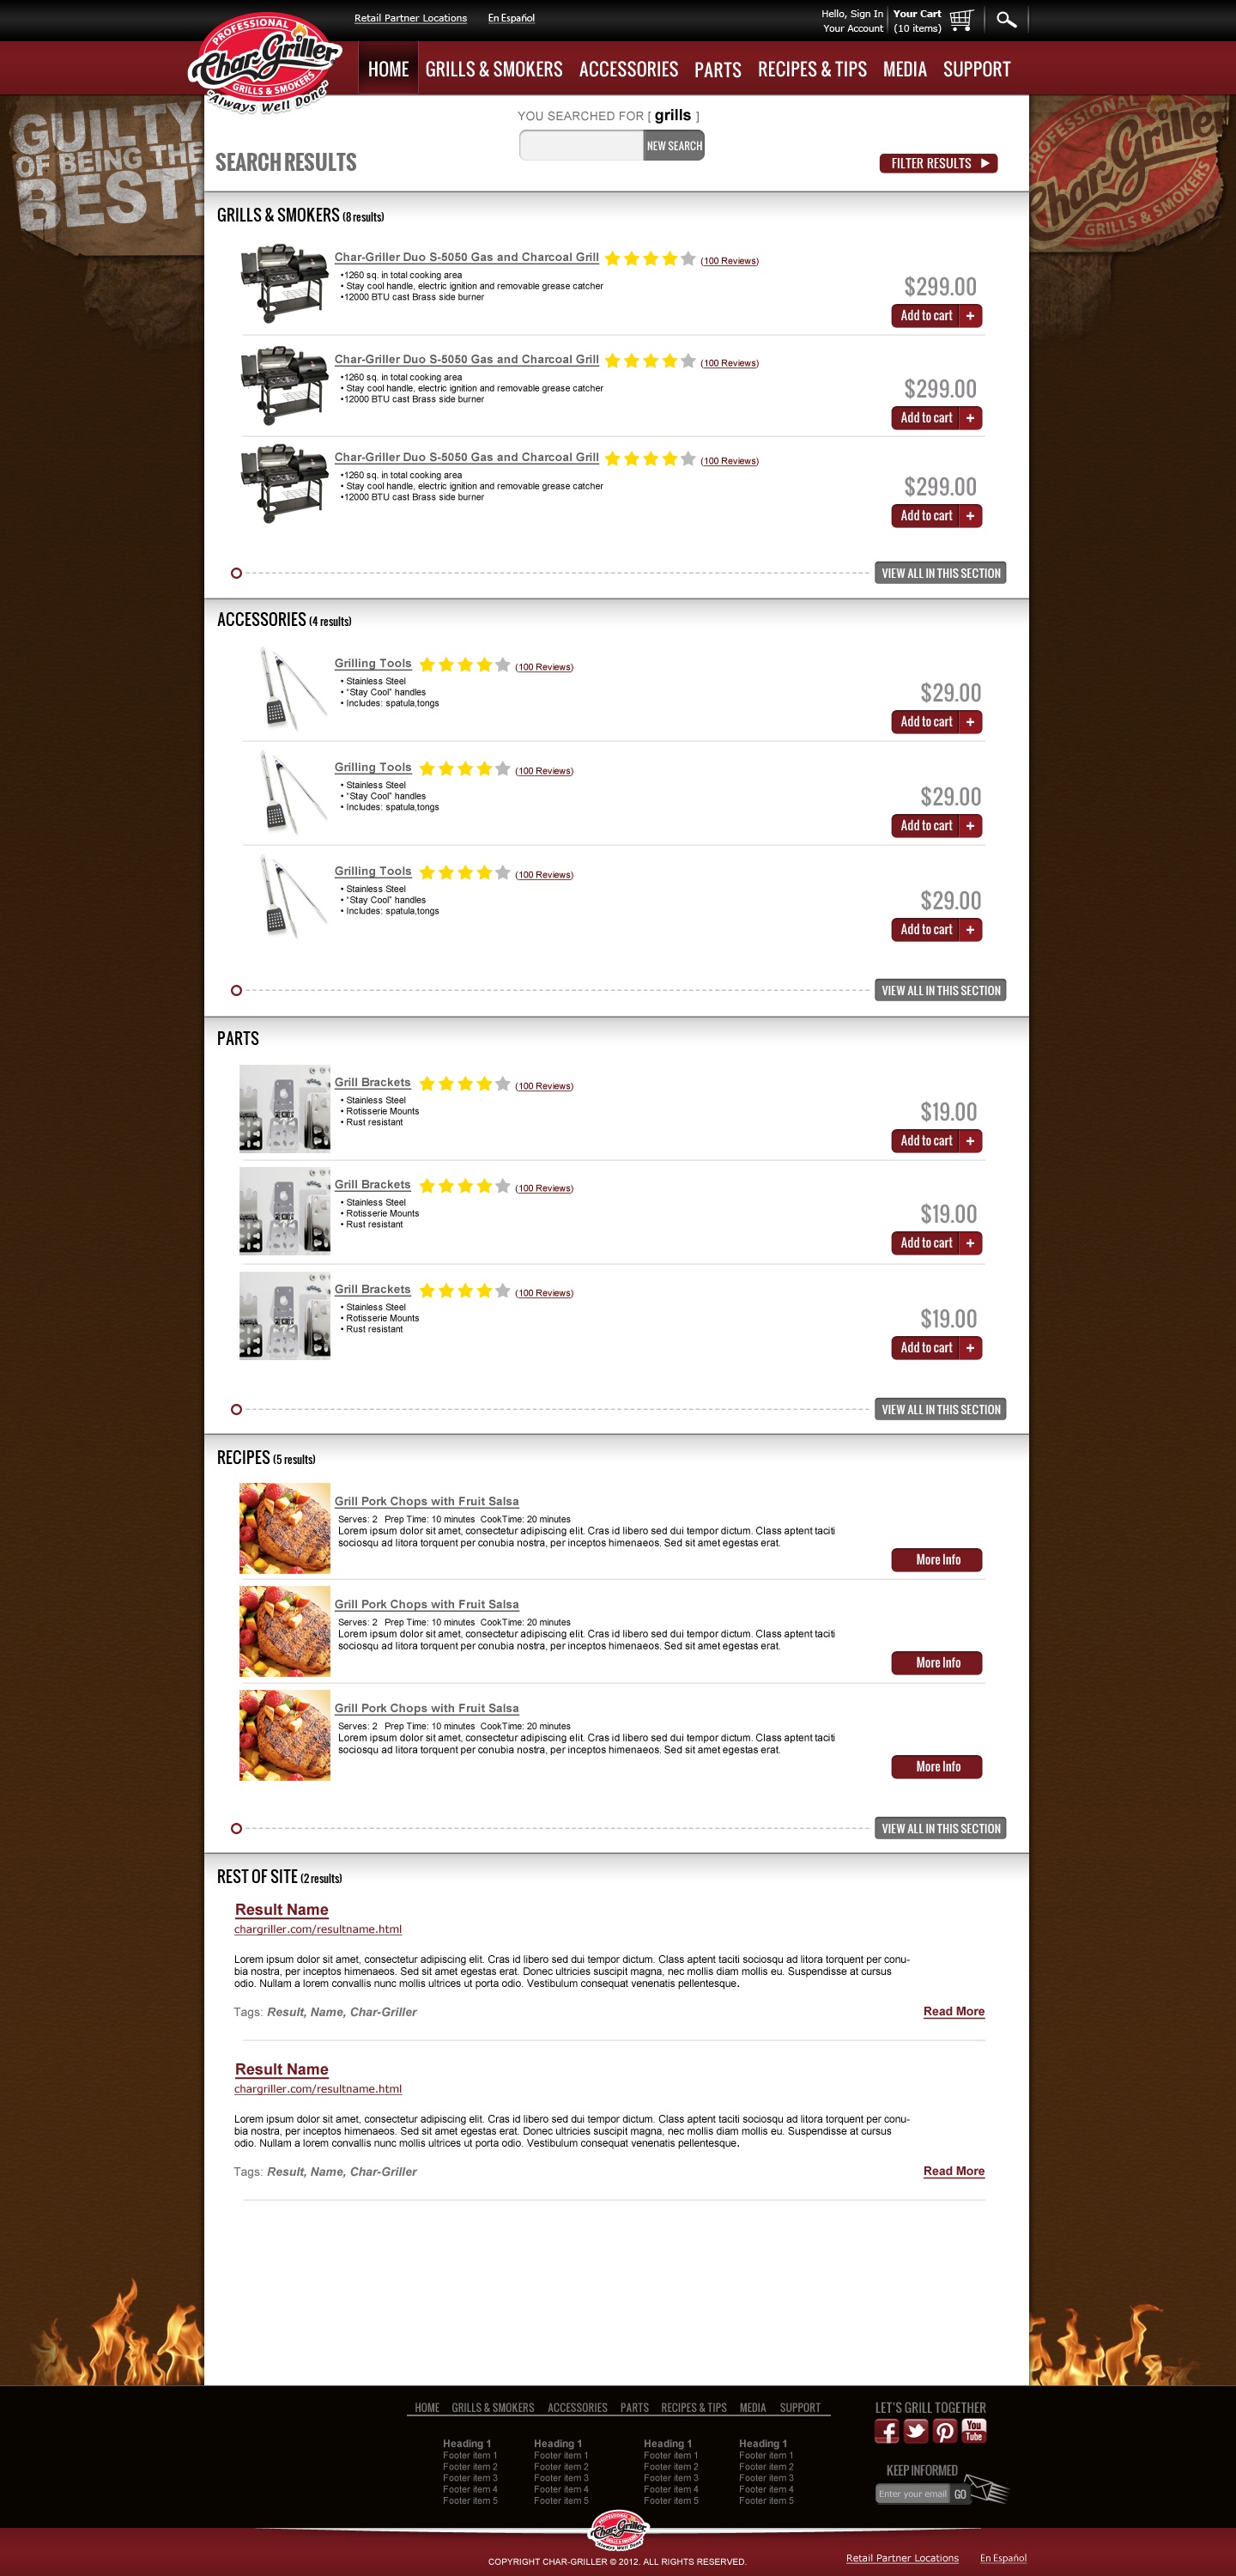 Retail Partner Locations En Español
Hello, Sign In
Your Account
Your Cart
(10 items)
PROFESSIONAL
Char-Griller
GRILLS & SMOKERS
"Always Well Done"
HOME GRILLS & SMOKERS ACCESSORIES PARTS RECIPES & TIPS MEDIA SUPPORT
GUILTY
OF BEING THE
BEST!
PROFESSIONAL
Char-Griller
GRILLS & SMOKERS
YOU SEARCHED FOR [ grills ]
NEW SEARCH
SEARCH RESULTS
FILTER RESULTS
GRILLS & SMOKERS (8 results)
Char-Griller Duo S-5050 Gas and Charcoal Grill (100 Reviews)
•1260 sq. in total cooking area
• Stay cool handle, electric ignition and removable grease catcher
•12000 BTU cast Brass side burner
$299.00
Add to cart +
Char-Griller Duo S-5050 Gas and Charcoal Grill (100 Reviews)
•1260 sq. in total cooking area
• Stay cool handle, electric ignition and removable grease catcher
•12000 BTU cast Brass side burner
$299.00
Add to cart +
Char-Griller Duo S-5050 Gas and Charcoal Grill (100 Reviews)
•1260 sq. in total cooking area
• Stay cool handle, electric ignition and removable grease catcher
•12000 BTU cast Brass side burner
$299.00
Add to cart +
VIEW ALL IN THIS SECTION
ACCESSORIES (4 results)
Grilling Tools (100 Reviews)
• Stainless Steel
• "Stay Cool" handles
• Includes: spatula,tongs
$29.00
Add to cart +
Grilling Tools (100 Reviews)
• Stainless Steel
• "Stay Cool" handles
• Includes: spatula,tongs
$29.00
Add to cart +
Grilling Tools (100 Reviews)
• Stainless Steel
• "Stay Cool" handles
• Includes: spatula,tongs
$29.00
Add to cart +
VIEW ALL IN THIS SECTION
PARTS
Grill Brackets (100 Reviews)
• Stainless Steel
• Rotisserie Mounts
• Rust resistant
$19.00
Add to cart +
Grill Brackets (100 Reviews)
• Stainless Steel
• Rotisserie Mounts
• Rust resistant
$19.00
Add to cart +
Grill Brackets (100 Reviews)
• Stainless Steel
• Rotisserie Mounts
• Rust resistant
$19.00
Add to cart +
VIEW ALL IN THIS SECTION
RECIPES (5 results)
Grill Pork Chops with Fruit Salsa
Serves: 2 Prep Time: 10 minutes CookTime: 20 minutes
Lorem ipsum dolor sit amet, consectetur adipiscing elit. Cras id libero sed dui tempor dictum. Class aptent taciti
sociosqu ad litora torquent per conubia nostra, per inceptos himenaeos. Sed sit amet egestas erat.
More Info
Grill Pork Chops with Fruit Salsa
Serves: 2 Prep Time: 10 minutes CookTime: 20 minutes
Lorem ipsum dolor sit amet, consectetur adipiscing elit. Cras id libero sed dui tempor dictum. Class aptent taciti
sociosqu ad litora torquent per conubia nostra, per inceptos himenaeos. Sed sit amet egestas erat.
More Info
Grill Pork Chops with Fruit Salsa
Serves: 2 Prep Time: 10 minutes CookTime: 20 minutes
Lorem ipsum dolor sit amet, consectetur adipiscing elit. Cras id libero sed dui tempor dictum. Class aptent taciti
sociosqu ad litora torquent per conubia nostra, per inceptos himenaeos. Sed sit amet egestas erat.
More Info
VIEW ALL IN THIS SECTION
REST OF SITE (2 results)
Result Name
chargriller.com/resultname.html
Lorem ipsum dolor sit amet, consectetur adipiscing elit. Cras id libero sed dui tempor dictum. Class aptent taciti sociosqu ad litora torquent per conu-
bia nostra, per inceptos himenaeos. Sed sit amet egestas erat. Donec ultricies suscipit magna, nec mollis diam mollis eu. Suspendisse at cursus
odio. Nullam a lorem convallis nunc mollis ultrices ut porta odio. Vestibulum consequat venenatis pellentesque.
Tags: Result, Name, Char-Griller
Read More
Result Name
chargriller.com/resultname.html
Lorem ipsum dolor sit amet, consectetur adipiscing elit. Cras id libero sed dui tempor dictum. Class aptent taciti sociosqu ad litora torquent per conu-
bia nostra, per inceptos himenaeos. Sed sit amet egestas erat. Donec ultricies suscipit magna, nec mollis diam mollis eu. Suspendisse at cursus
odio. Nullam a lorem convallis nunc mollis ultrices ut porta odio. Vestibulum consequat venenatis pellentesque.
Tags: Result, Name, Char-Griller
Read More
HOME GRILLS & SMOKERS ACCESSORIES PARTS RECIPES & TIPS MEDIA SUPPORT
Heading 1 Heading 1 Heading 1 Heading 1
Footer item 1 Footer item 1 Footer item 1 Footer item 1
Footer item 2 Footer item 2 Footer item 2 Footer item 2
Footer item 3 Footer item 3 Footer item 3 Footer item 3
Footer item 4 Footer item 4 Footer item 4 Footer item 4
Footer item 5 Footer item 5 Footer item 5 Footer item 5
LET'S GRILL TOGETHER
You
Tube
KEEP INFORMED
Enter your email GO
PROFESSIONAL
Char-Griller
GRILLS & SMOKERS
"Always Well Done"
COPYRIGHT CHAR-GRILLER © 2012. ALL RIGHTS RESERVED.
Retail Partner Locations En Español